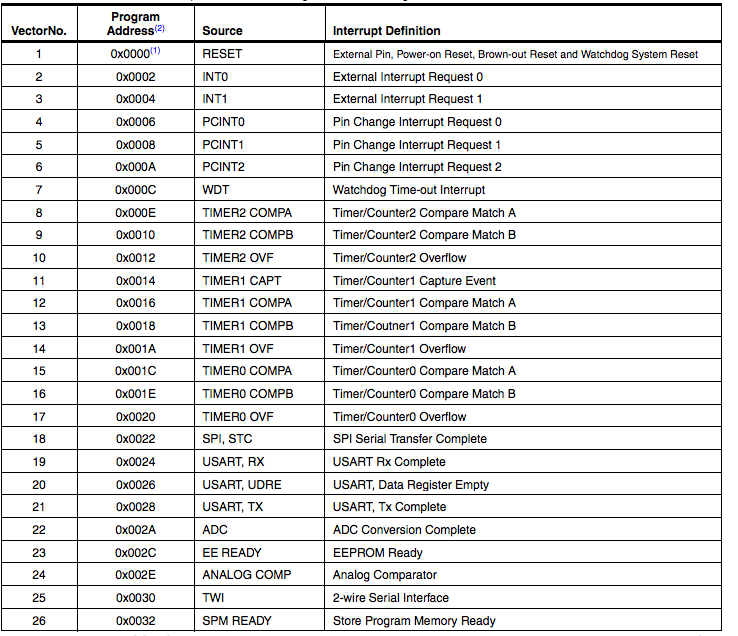 VectorNo. Program Address(2) Source Interrupt Definition
1 0x0000(1) RESET External Pin, Power-on Reset, Brown-out Reset and Watchdog System Reset
2 0x0002 INT0 External Interrupt Request 0
3 0x0004 INT1 External Interrupt Request 1
4 0x0006 PCINT0 Pin Change Interrupt Request 0
5 0x0008 PCINT1 Pin Change Interrupt Request 1
6 0x000A PCINT2 Pin Change Interrupt Request 2
7 0x000C WDT Watchdog Time-out Interrupt
8 0x000E TIMER2 COMPA Timer/Counter2 Compare Match A
9 0x0010 TIMER2 COMPB Timer/Counter2 Compare Match B
10 0x0012 TIMER2 OVF Timer/Counter2 Overflow
11 0x0014 TIMER1 CAPT Timer/Counter1 Capture Event
12 0x0016 TIMER1 COMPA Timer/Counter1 Compare Match A
13 0x0018 TIMER1 COMPB Timer/Coutner1 Compare Match B
14 0x001A TIMER1 OVF Timer/Counter1 Overflow
15 0x001C TIMER0 COMPA Timer/Counter0 Compare Match A
16 0x001E TIMER0 COMPB Timer/Counter0 Compare Match B
17 0x0020 TIMER0 OVF Timer/Counter0 Overflow
18 0x0022 SPI, STC SPI Serial Transfer Complete
19 0x0024 USART, RX USART Rx Complete
20 0x0026 USART, UDRE USART, Data Register Empty
21 0x0028 USART, TX USART, Tx Complete
22 0x002A ADC ADC Conversion Complete
23 0x002C EE READY EEPROM Ready
24 0x002E ANALOG COMP Analog Comparator
25 0x0030 TWI 2-wire Serial Interface
26 0x0032 SPM READY Store Program Memory Ready